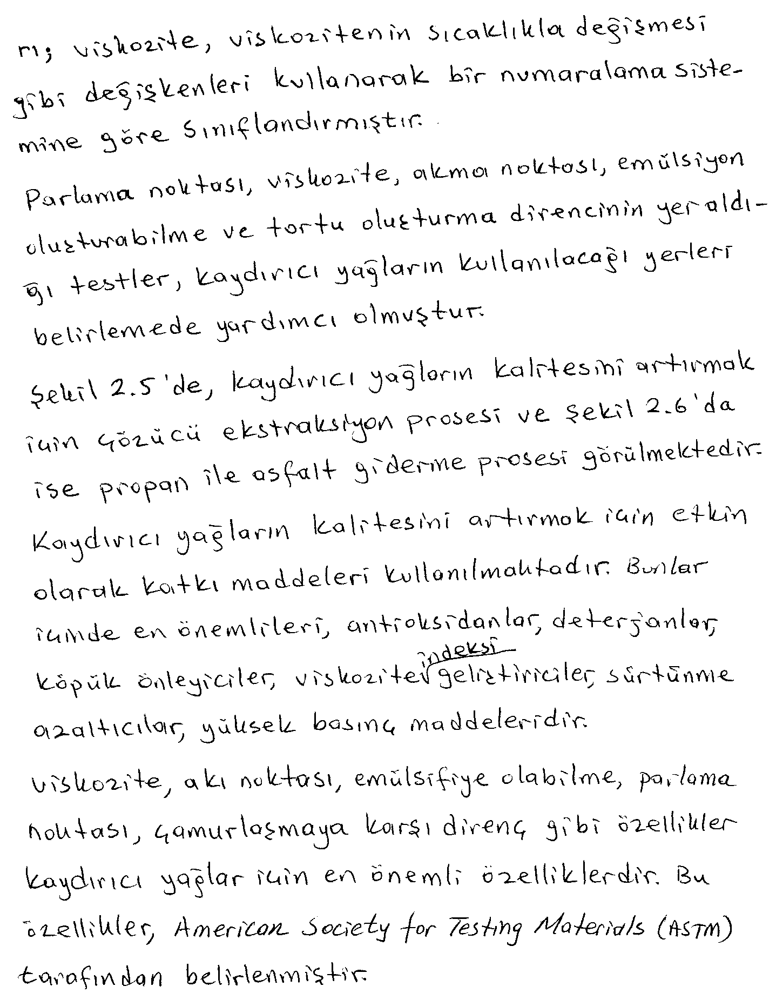 rı; viskozite, viskozitenin sıcaklıkla değişmesi
gibi değişkenleri kullanarak bir numaralama siste-
mine göre sınıflandırmıştır.
Parlama noktası, viskozite, akma noktası, emülsiyon
oluşturabilme ve tortu oluşturma direncinin yer aldı-
ğı testler, kaydırıcı yağların kullanılacağı yerleri
belirlemede yardımcı olmuştur.
Şekil 2.5'de, kaydırıcı yağların kalitesini artırmak
için çözücü ekstraksiyon prosesi ve Şekil 2.6'da
ise propan ile asfalt giderme prosesi görülmektedir.
Kaydırıcı yağların kalitesini artırmak için etkin
olarak katkı maddeleri kullanılmaktadır. Bunlar
içinde en önemlileri, antioksidanlar, deterjanlar,
indeksi
köpük önleyiciler, viskozite geliştiriciler, sürtünme
azaltıcılar, yüksek basınç maddeleridir.
viskozite, akı noktası, emülsifiye olabilme, parlama
noktası, çamurlaşmaya karşı direnç gibi özellikler
kaydırıcı yağlar için en önemli özelliklerdir. Bu
özellikler, American Society for Testing Materials (ASTM)
tarafından belirlenmiştir.